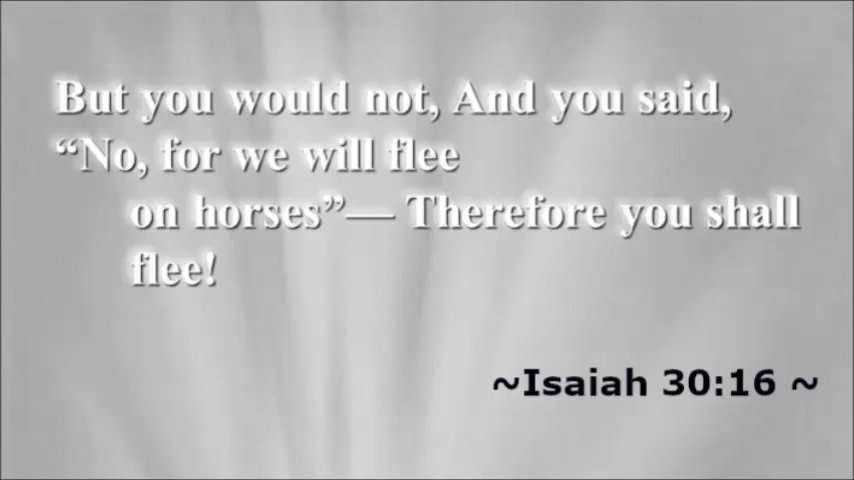 But you would not, And you said,
“No, for we will flee
on horses”— Therefore you shall
flee!
~Isaiah 30:16 ~